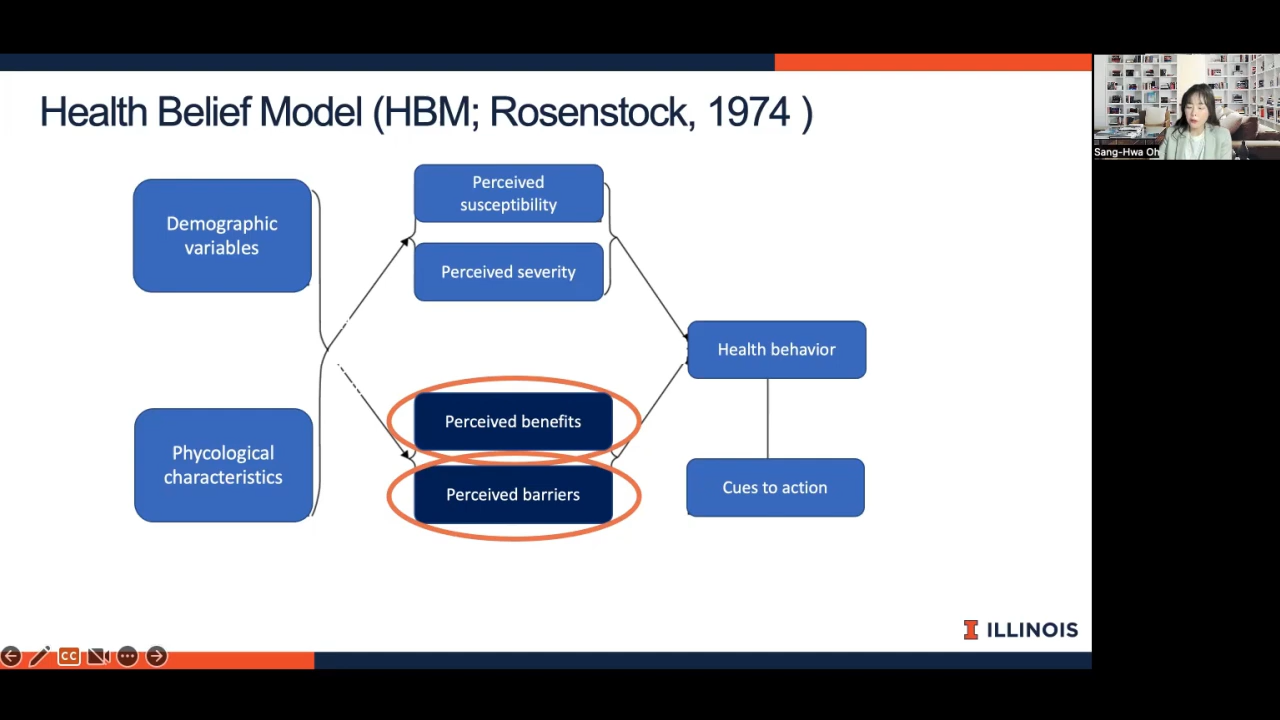 Health Belief Model (HBM; Rosenstock, 1974 )
Sang-Hwa Oh
Demographic
variables
Perceived
susceptibility
Perceived severity
Health behavior
Perceived benefits
Phycological
characteristics
Perceived barriers
Cues to action
ILLINOIS
CC